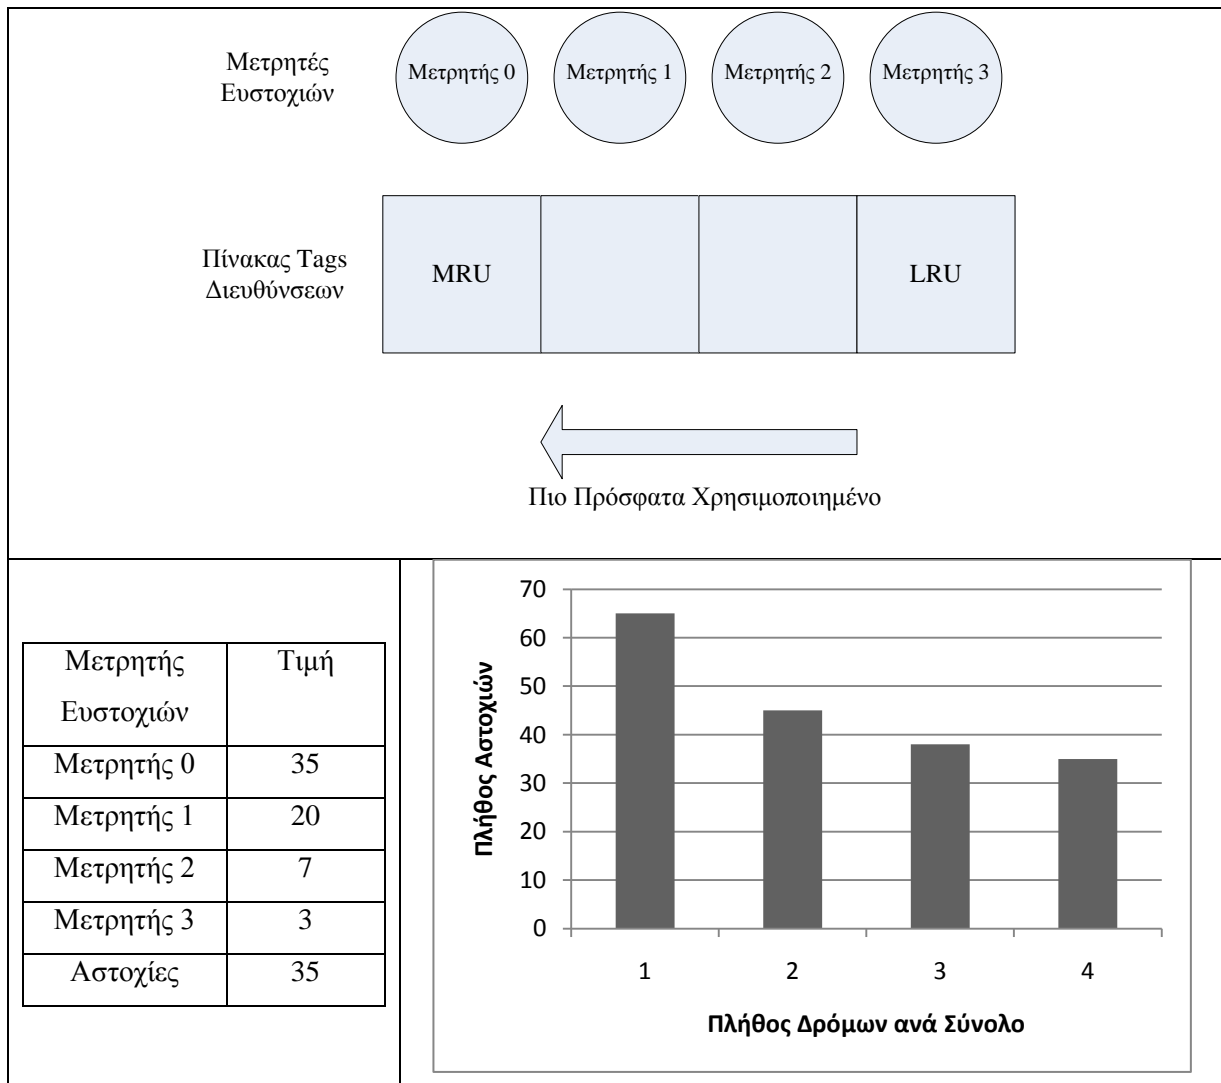 Μετρητές
Ευστοχιών
Μετρητής 0
Μετρητής 1
Μετρητής 2
Μετρητής 3
Πίνακας Tags
Διευθύνσεων
MRU
LRU
Πιο Πρόσφατα Χρησιμοποιημένο
Μετρητής
Ευστοχιών
Τιμή
Μετρητής 0 35
Μετρητής 1 20
Μετρητής 2 7
Μετρητής 3 3
Αστοχίες 35
Πλήθος Αστοχιών
70
60
50
40
30
20
10
0
1 2 3 4
Πλήθος Δρόμων ανά Σύνολο